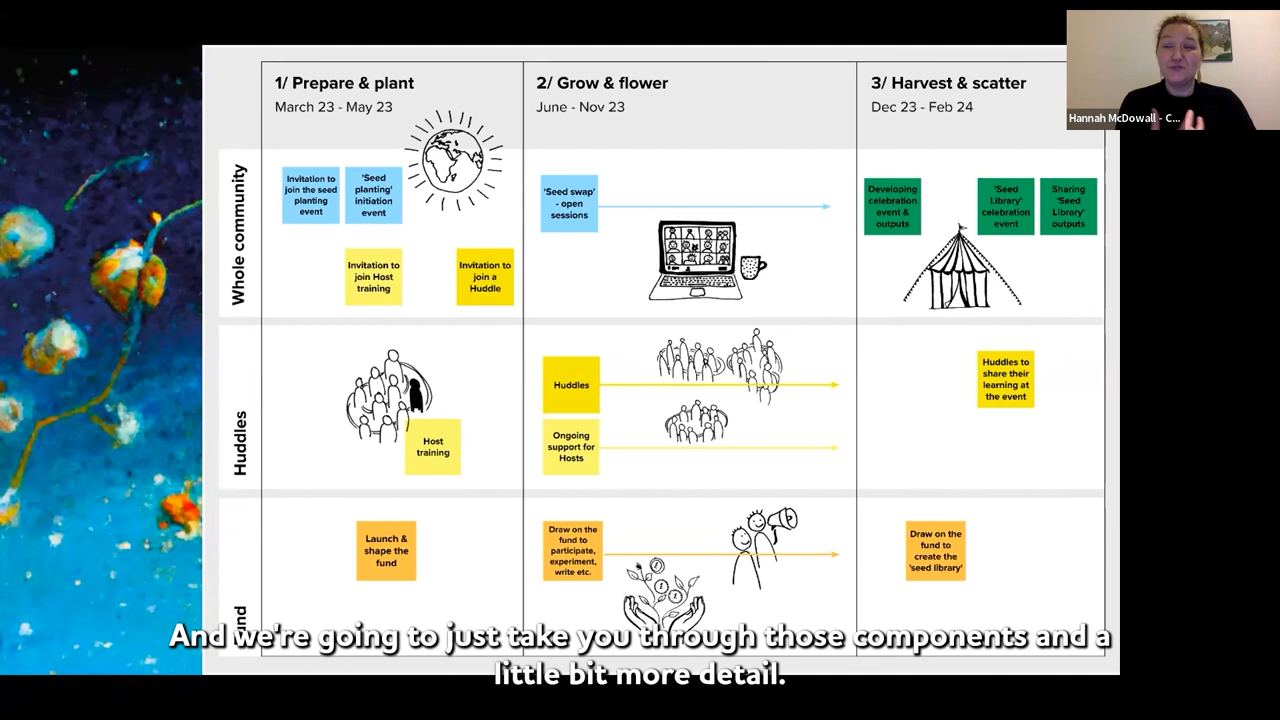 1/ Prepare & plant
March 23 - May 23
2/ Grow & flower
June - Nov 23
3/ Harvest & scatter
Dec 23 - Feb 24
Hannah McDowall - C...
Whole community
Invitation to
join the seed
planting
event
'Seed
planting'
initiation
event
Invitation to
join Host
training
Invitation to
join a
Huddle
'Seed swap'
- open
sessions
Developing
celebration
event &
outputs
'Seed
Library'
celebration
event
Sharing
'Seed
Library'
outputs
Huddles
Host
training
Huddles
Ongoing
support for
Hosts
Huddles to
share their
learning at
the event
Launch &
shape the
fund
Draw on the
fund to
participate,
experiment,
write etc.
Draw on the
fund to
create the
'seed library'
And we're going to just take you through those components and a
little bit more detail.